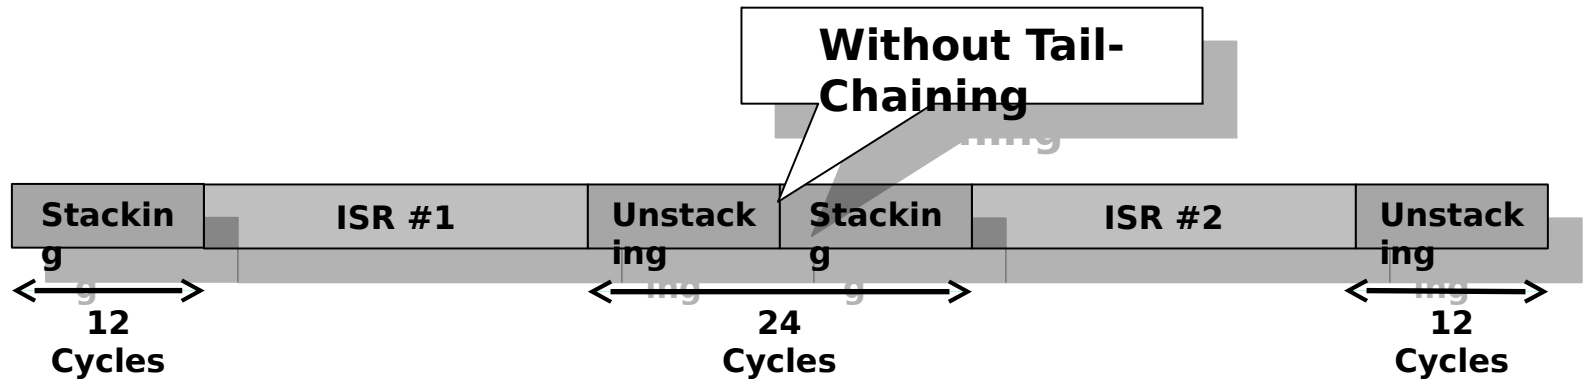 Without Tail-
Chaining
Stackin
g
ISR #1
Unstack
ing
Stackin
g
ISR #2
Unstack
ing
12
Cycles
24
Cycles
12
Cycles